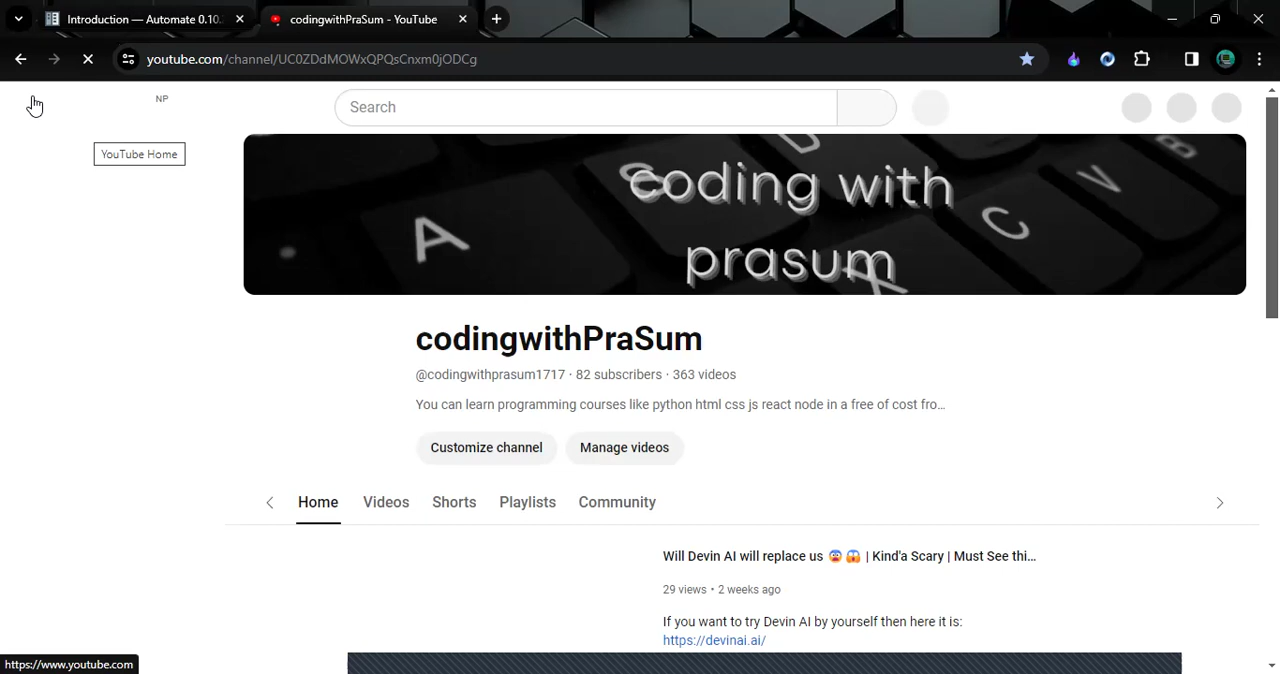 Introduction — Automate 0.10.
codingwithPraSum - YouTube
youtube.com/channel/UC0ZDdMOWxQPQsCnxm0jODCg
NP
Search
YouTube Home
coding with
prasum
A
C
V
B
codingwithPraSum
@codingwithprasum1717 · 82 subscribers · 363 videos
You can learn programming courses like python html css js react node in a free of cost fro...
Customize channel
Manage videos
Home
Videos
Shorts
Playlists
Community
Will Devin AI will replace us 😨 😱 | Kind'a Scary | Must See thi...
29 views • 2 weeks ago
If you want to try Devin AI by yourself then here it is:
https://devinai.ai/
https://www.youtube.com